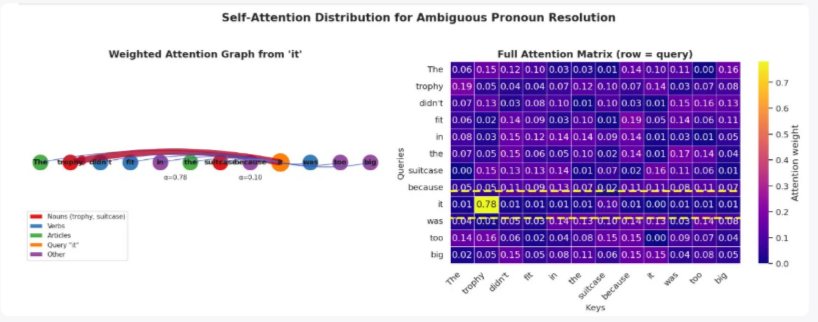 Self-Attention Distribution for Ambiguous Pronoun Resolution
Weighted Attention Graph from 'it'
The trophy didn't fit in the suitcase because it was too big
α=0.78 α=0.10
Nouns (trophy, suitcase)
Verbs
Articles
Query "it"
Other
Full Attention Matrix (row = query)
Queries
The 0.06 0.15 0.12 0.10 0.03 0.03 0.01 0.14 0.10 0.11 0.00 0.16
trophy 0.19 0.05 0.04 0.04 0.07 0.12 0.10 0.07 0.14 0.03 0.07 0.08
didn't 0.07 0.13 0.03 0.08 0.10 0.01 0.10 0.03 0.01 0.15 0.16 0.13
fit 0.06 0.02 0.14 0.09 0.03 0.10 0.01 0.19 0.05 0.14 0.06 0.11
in 0.08 0.03 0.15 0.12 0.14 0.14 0.09 0.14 0.01 0.03 0.01 0.05
the 0.07 0.05 0.15 0.06 0.05 0.10 0.02 0.14 0.01 0.17 0.14 0.04
suitcase 0.00 0.15 0.13 0.13 0.14 0.01 0.07 0.02 0.16 0.11 0.06 0.01
because 0.05 0.05 0.11 0.09 0.13 0.07 0.02 0.11 0.11 0.08 0.11 0.07
it 0.01 0.78 0.01 0.01 0.01 0.01 0.10 0.01 0.00 0.01 0.01 0.01
was 0.04 0.01 0.05 0.03 0.14 0.13 0.10 0.14 0.13 0.03 0.14 0.08
too 0.14 0.16 0.06 0.02 0.04 0.08 0.15 0.15 0.00 0.09 0.07 0.04
big 0.02 0.05 0.15 0.05 0.08 0.11 0.06 0.15 0.15 0.04 0.08 0.05
The trophy didn't fit in the suitcase because it was too big
Keys
0.7
0.6
0.5
0.4
0.3
0.2
0.1
0.0
Attention weight